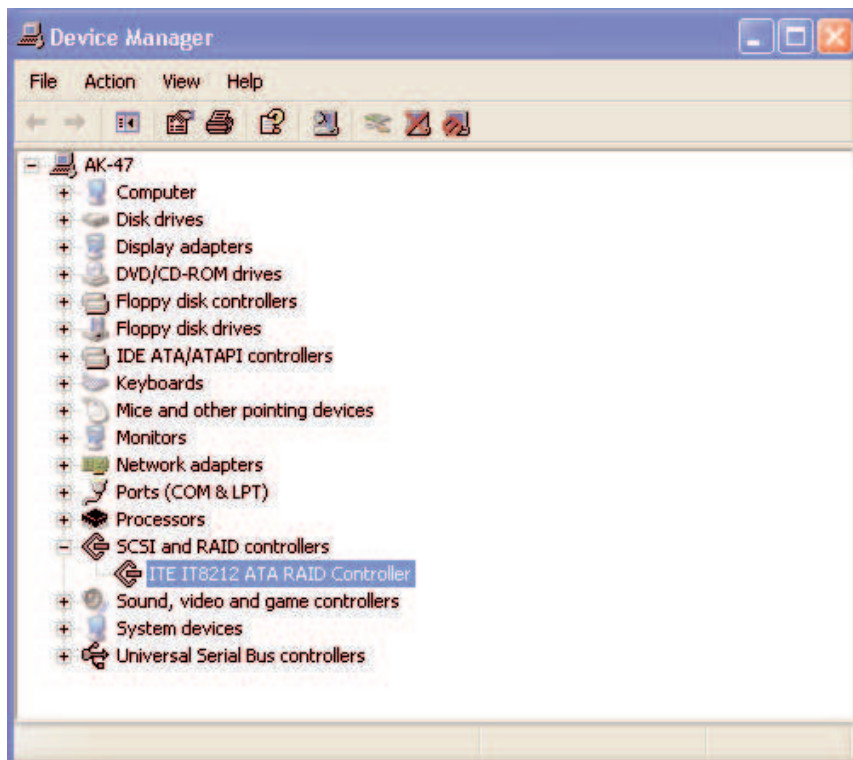 Device Manager
File Action View Help
AK-47
Computer
Disk drives
Display adapters
DVD/CD-ROM drives
Floppy disk controllers
Floppy disk drives
IDE ATA/ATAPI controllers
Keyboards
Mice and other pointing devices
Monitors
Network adapters
Ports (COM & LPT)
Processors
SCSI and RAID controllers
ITE IT8212 ATA RAID Controller
Sound, video and game controllers
System devices
Universal Serial Bus controllers